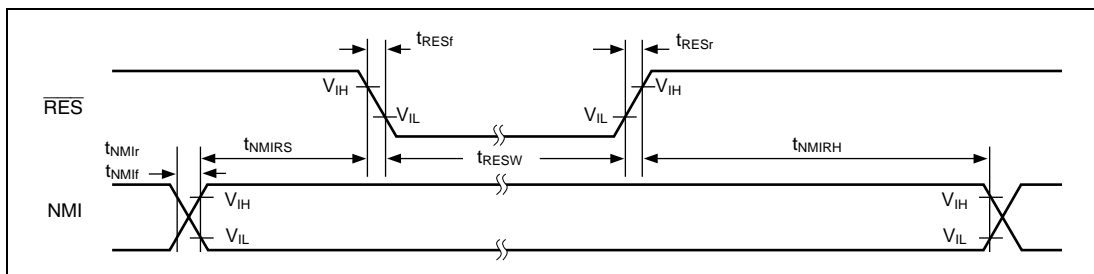 tRESf
tRESr
VIH
VIH
RES
VIL
VIL
tNMIr
tNMIRS
tRESW
tNMIRH
tNMIf
VIH
VIH
NMI
VIL
VIL